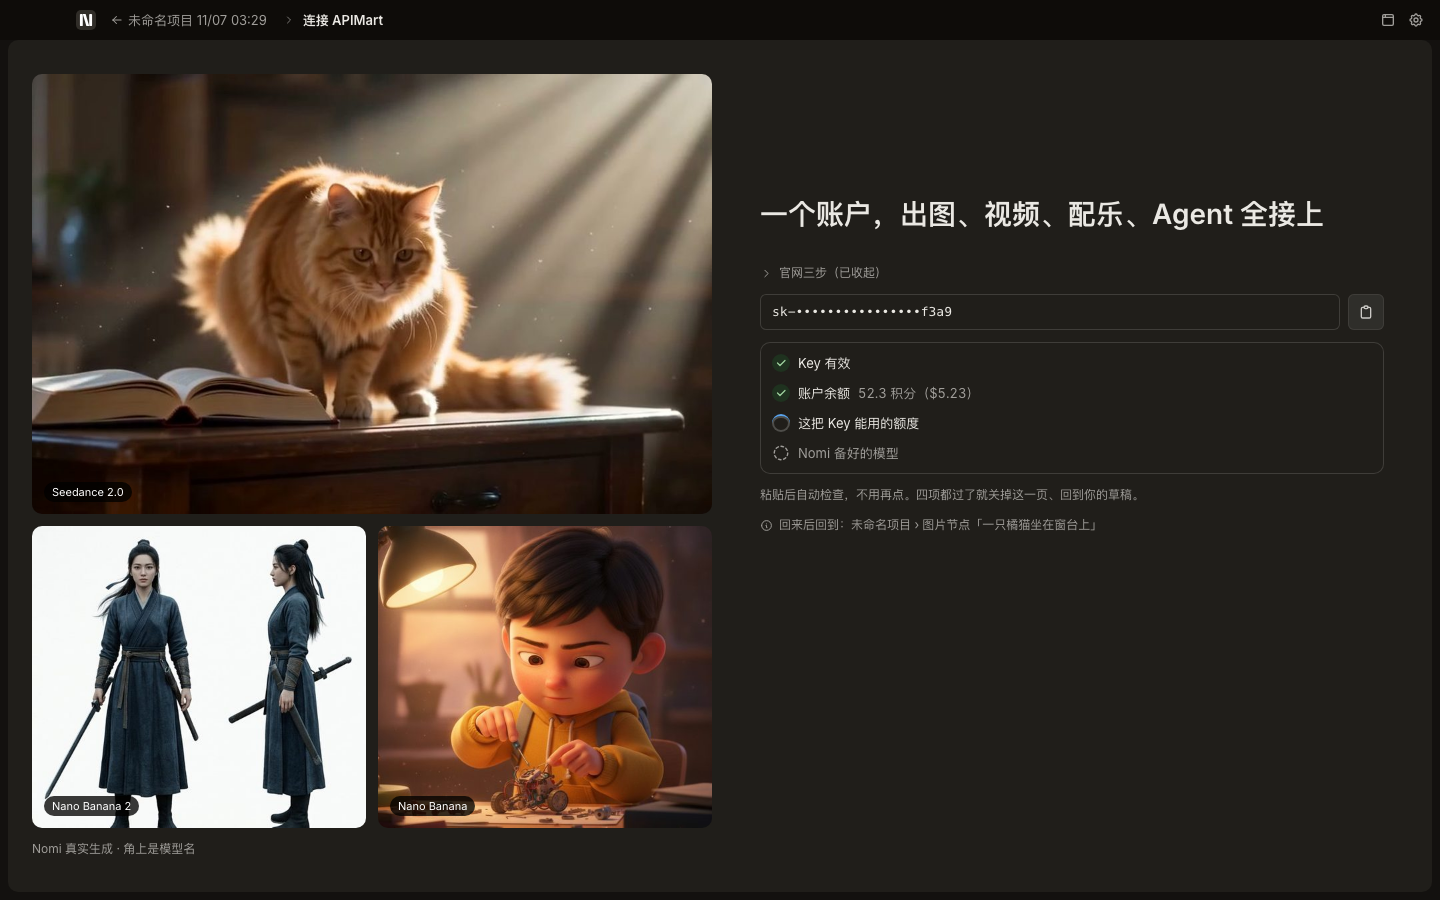 N
未命名项目 11/07 03:29
连接 APIMart
Seedance 2.0
Nano Banana 2
Nano Banana
Nomi 真实生成 · 角上是模型名
一个账户，出图、视频、配乐、Agent 全接上
官网三步（已收起）
sk-••••••••••••••••f3a9
Key 有效
账户余额 52.3 积分（$5.23）
这把 Key 能用的额度
Nomi 备好的模型
粘贴后自动检查，不用再点。四项都过了就关掉这一页、回到你的草稿。
回来后回到：未命名项目 › 图片节点「一只橘猫坐在窗台上」